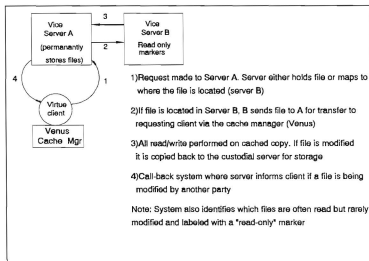 3
Vice
Server A
(permanantly
stores files)
2
Vice
Server B
Read only
markers
4
1
Virtue
client
Venus
Cache Mgr
1)Request made to Server A. Server either holds file or maps to
where the file is located (server B)
2)If file is located in Server B, B sends file to A for transfer to
requesting client via the cache manager (Venus)
3)All read/write performed on cached copy. If file is modified
it is copied back to the custodial server for storage
4)Call-back system where server informs client if a file is being
modified by another party
Note: System also identifies which files are often read but rarely
modified and labeled with a "read-only" marker